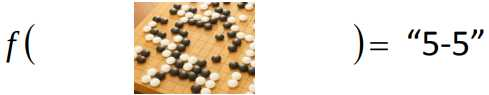 f ( ) = “5-5”